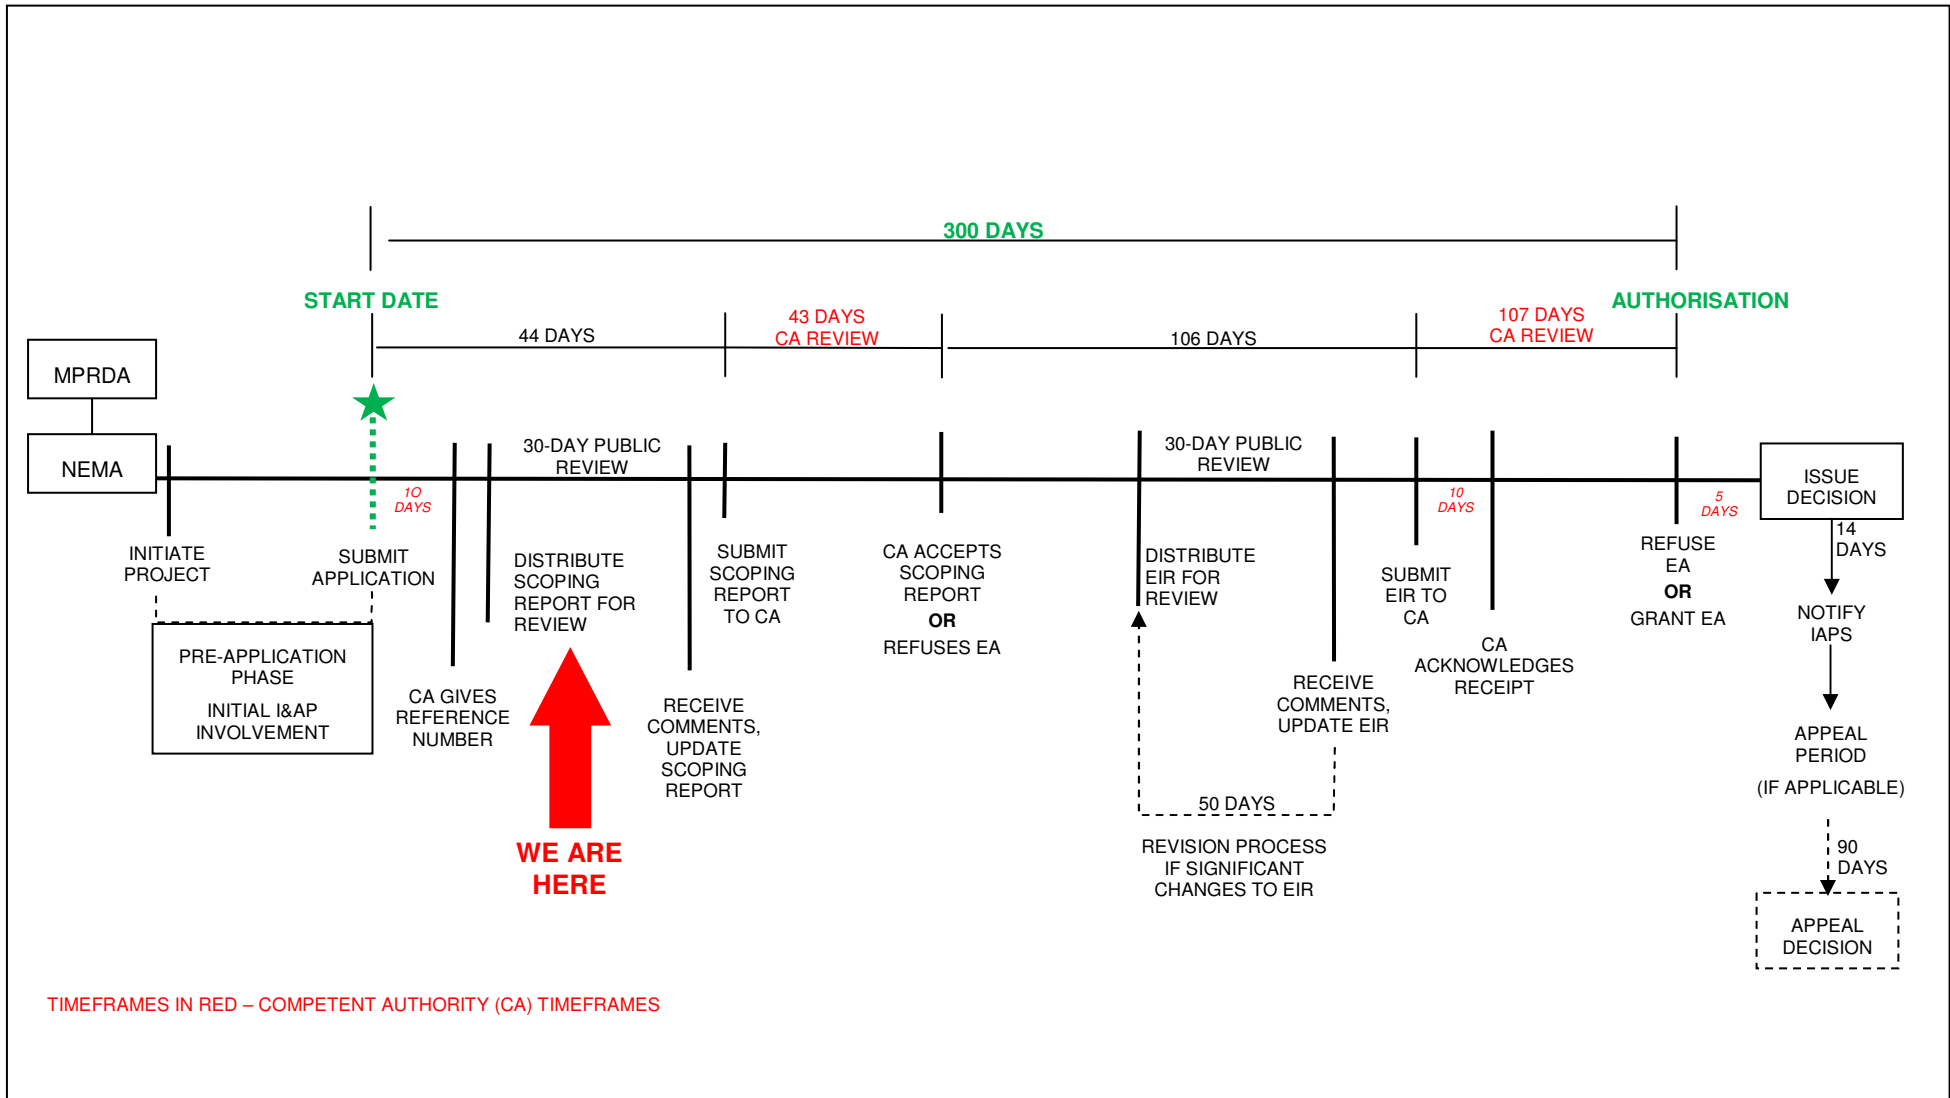 300 DAYS
START DATE
AUTHORISATION
44 DAYS
43 DAYS
CA REVIEW
106 DAYS
107 DAYS
CA REVIEW
MPRDA
NEMA
30-DAY PUBLIC
REVIEW
30-DAY PUBLIC
REVIEW
1O
DAYS
10
DAYS
5
DAYS
ISSUE
DECISION
INITIATE
PROJECT
SUBMIT
APPLICATION
DISTRIBUTE
SCOPING
REPORT FOR
REVIEW
SUBMIT
SCOPING
REPORT
TO CA
CA ACCEPTS
SCOPING
REPORT
OR
REFUSES EA
DISTRIBUTE
EIR FOR
REVIEW
SUBMIT
EIR TO
CA
REFUSE
EA
OR
GRANT EA
14
DAYS
NOTIFY
IAPS
PRE-APPLICATION
PHASE
INITIAL I&AP
INVOLVEMENT
CA GIVES
REFERENCE
NUMBER
RECEIVE
COMMENTS,
UPDATE
SCOPING
REPORT
RECEIVE
COMMENTS,
UPDATE EIR
CA
ACKNOWLEDGES
RECEIPT
APPEAL
PERIOD
(IF APPLICABLE)
50 DAYS
REVISION PROCESS
IF SIGNIFICANT
CHANGES TO EIR
WE ARE
HERE
90
DAYS
APPEAL
DECISION
TIMEFRAMES IN RED – COMPETENT AUTHORITY (CA) TIMEFRAMES